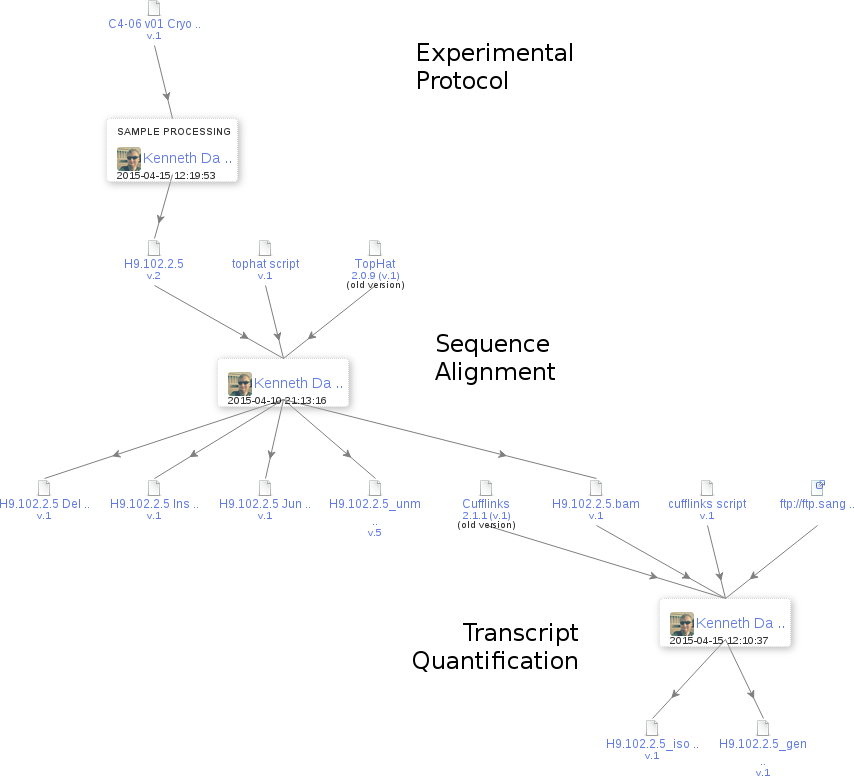 C4-06 v01 Cryo ..
v.1
Experimental
Protocol
SAMPLE PROCESSING
Kenneth Da ..
2015-04-15 12:19:53
H9.102.2.5
v.2
tophat script
v.1
TopHat
2.0.9 (v.1)
(old version)
Sequence
Alignment
Kenneth Da ..
2015-04-10 21:13:16
H9.102.2.5 Del ..
v.1
H9.102.2.5 Ins ..
v.1
H9.102.2.5 Jun ..
v.1
H9.102.2.5_unm
..
v.5
Cufflinks
2.1.1 (v.1)
(old version)
H9.102.2.5.bam
v.1
cufflinks script
v.1
ftp://ftp.sang ..
Kenneth Da ..
2015-04-15 12:10:37
Transcript
Quantification
H9.102.2.5_iso ..
v.1
H9.102.2.5_gen
..
v.1